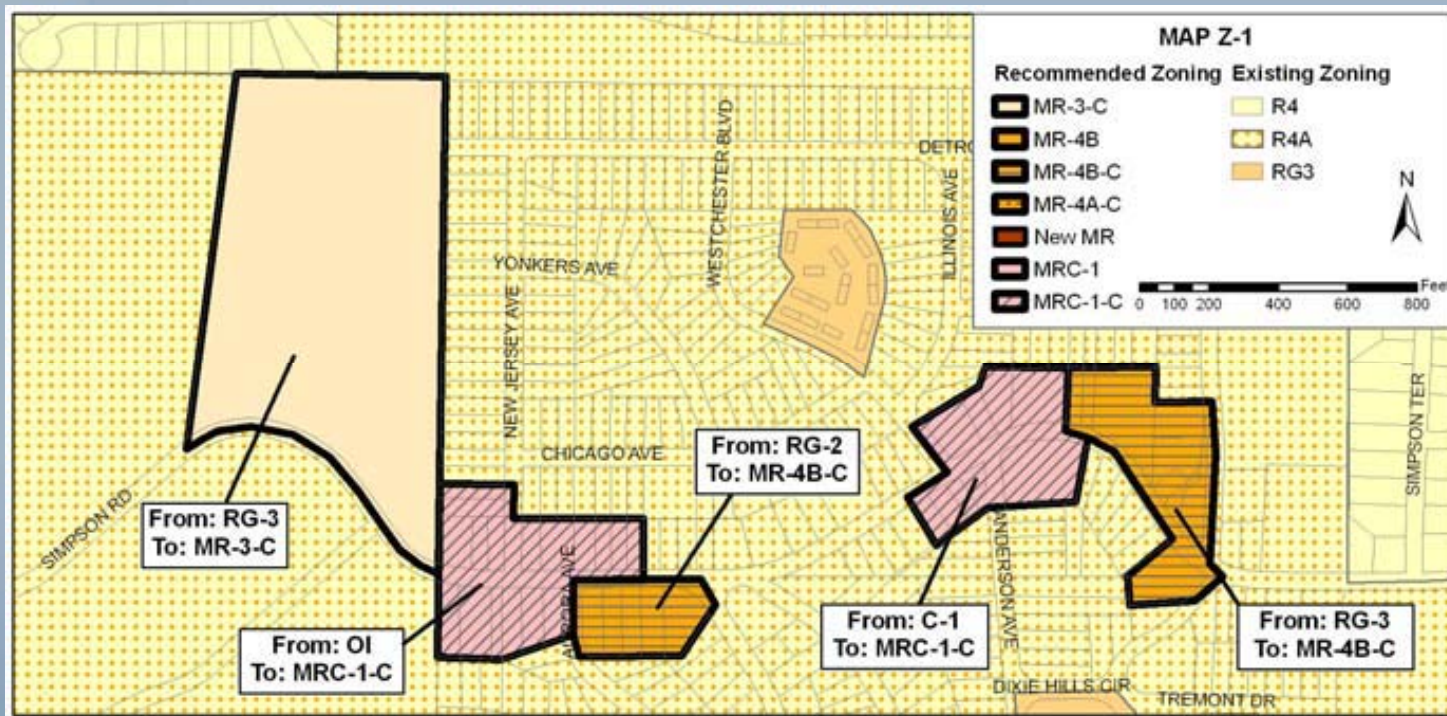 MAP Z-1
Recommended Zoning Existing Zoning
MR-3-C R4
MR-4B R4A
MR-4B-C RG3
MR-4A-C
New MR
MRC-1
MRC-1-C
N
Feet
0 100 200 400 600 800
WESTCHESTER BLVD
ILLINOIS AVE
YONKERS AVE
NEW JERSEY AVE
CHICAGO AVE
SIMPSON RD
SIMPSON TER
ANDERSON AVE
DIXIE HILLS CIR
TREMONT DR
From: RG-3
To: MR-3-C
From: RG-2
To: MR-4B-C
From: OI
To: MRC-1-C
From: C-1
To: MRC-1-C
From: RG-3
To: MR-4B-C